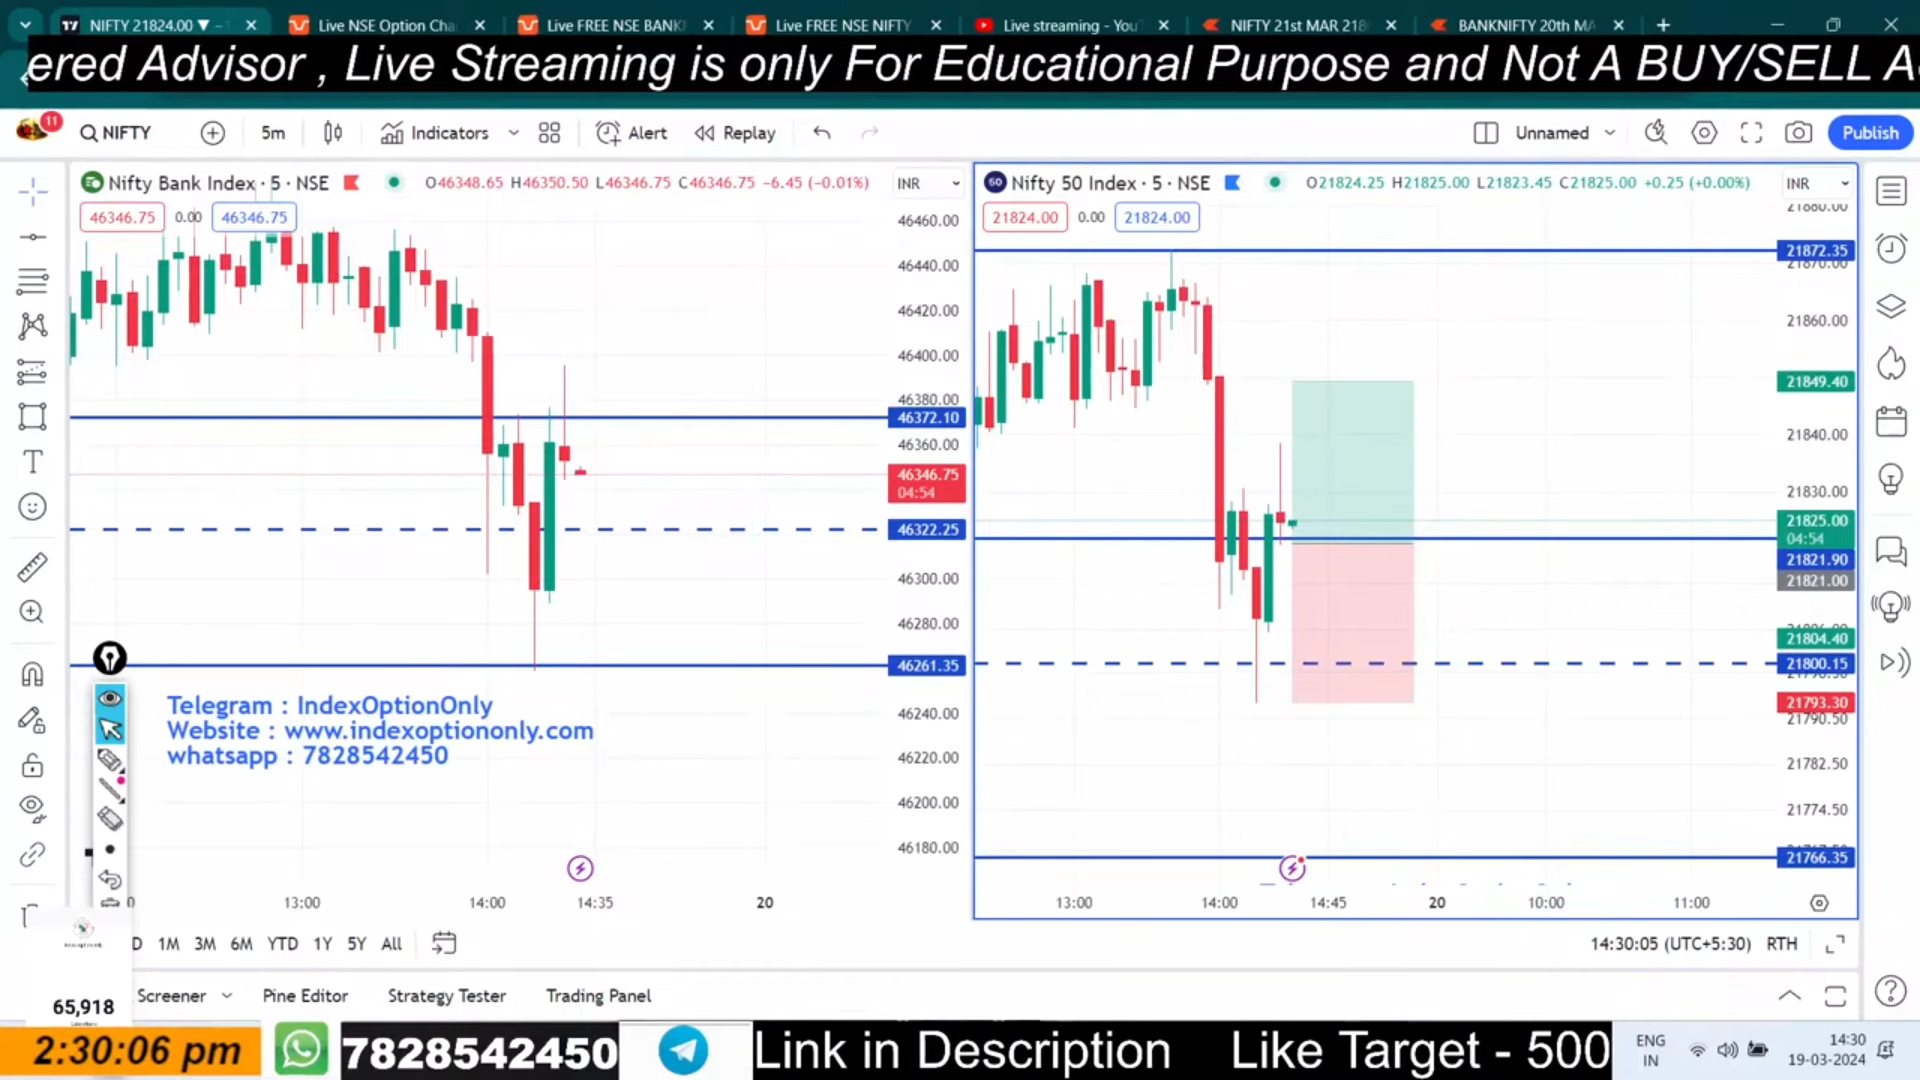 NIFTY 21824.00 ▼ –
Live NSE Option Cha
Live FREE NSE BANKN
Live FREE NSE NIFTY
Live streaming - You
NIFTY 21st MAR 218
BANKNIFTY 20th MA
ered Advisor , Live Streaming is only For Educational Purpose and Not A BUY/SELL A
11
NIFTY
5m
Indicators
Alert
Replay
Unnamed
Publish
Nifty Bank Index · 5 · NSE
O46348.65 H46350.50 L46346.75 C46346.75 −6.45 (−0.01%)
INR
46346.75
0.00
46346.75
46460.00
46440.00
46420.00
46400.00
46380.00
46372.10
46360.00
46346.75
04:54
46322.25
46300.00
46280.00
46261.35
46240.00
46220.00
46200.00
46180.00
Telegram : IndexOptionOnly
Website : www.indexoptiononly.com
whatsapp : 7828542450
13:00
14:00
14:35
20
Nifty 50 Index · 5 · NSE
O21824.25 H21825.00 L21823.45 C21825.00 +0.25 (+0.00%)
INR
21824.00
0.00
21824.00
21880.00
21872.35
21870.00
21860.00
21849.40
21840.00
21830.00
21825.00
04:54
21821.90
21821.00
21804.40
21800.15
21793.30
21790.50
21782.50
21774.50
21766.35
13:00
14:00
14:45
20
10:00
11:00
D
1M
3M
6M
YTD
1Y
5Y
All
14:30:05 (UTC+5:30)
RTH
65,918
Screener
Pine Editor
Strategy Tester
Trading Panel
2:30:06 pm
7828542450
Link in Description
Like Target - 500
ENG
IN
14:30
19-03-2024